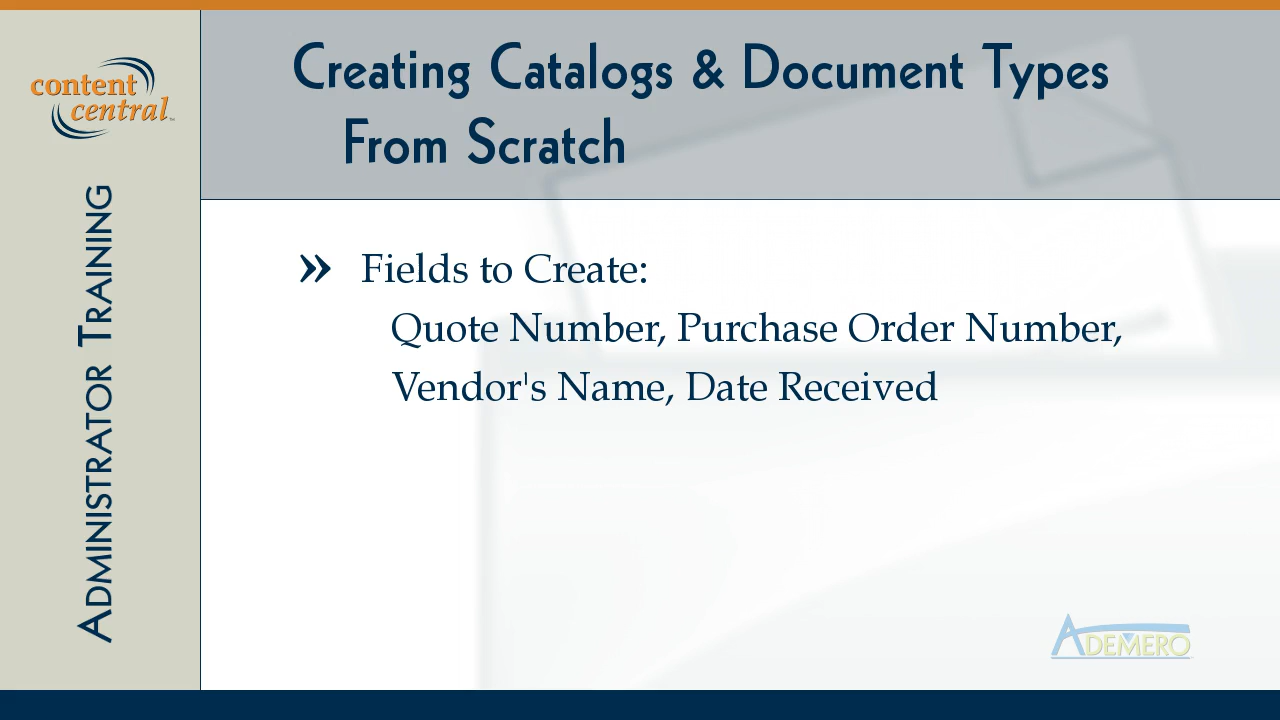 content
central™
ADMINISTRATOR TRAINING
Creating Catalogs & Document Types
From Scratch
» Fields to Create:
Quote Number, Purchase Order Number,
Vendor's Name, Date Received
ADEMERO